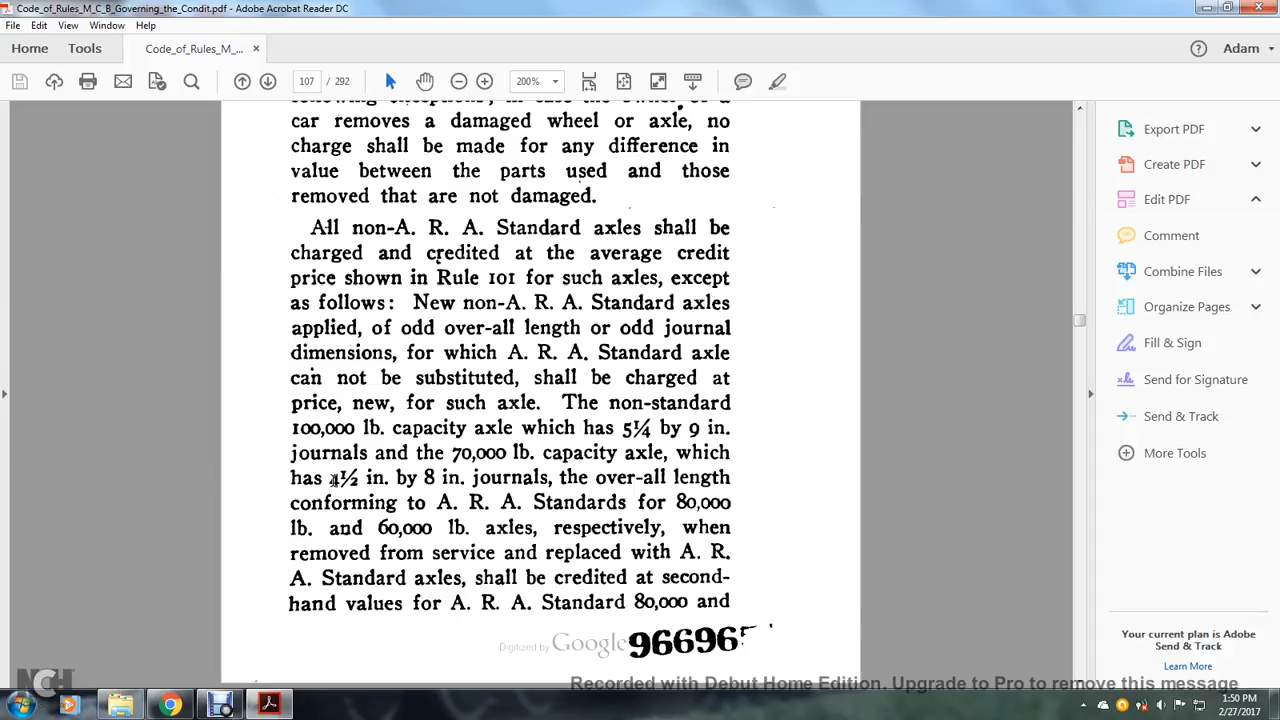 Code_of_Rules_M_C_B_Governing_the_Condit.pdf - Adobe Acrobat Reader DC
File Edit View Window Help
Home Tools Code_of_Rules_M_... × Adam
107 / 292 200%
following exceptions; in case the owner of a
car removes a damaged wheel or axle, no
charge shall be made for any difference in
value between the parts used and those
removed that are not damaged.
All non-A. R. A. Standard axles shall be
charged and credited at the average credit
price shown in Rule 101 for such axles, except
as follows: New non-A. R. A. Standard axles
applied, of odd over-all length or odd journal
dimensions, for which A. R. A. Standard axle
can not be substituted, shall be charged at
price, new, for such axle. The non-standard
100,000 lb. capacity axle which has 5¼ by 9 in.
journals and the 70,000 lb. capacity axle, which
has 4½ in. by 8 in. journals, the over-all length
conforming to A. R. A. Standards for 80,000
lb. and 60,000 lb. axles, respectively, when
removed from service and replaced with A. R.
A. Standard axles, shall be credited at second-
hand values for A. R. A. Standard 80,000 and
Digitized by Google 96696
Export PDF
Create PDF
Edit PDF
Comment
Combine Files
Organize Pages
Fill & Sign
Send for Signature
Send & Track
More Tools
Your current plan is Adobe
Send & Track
Learn More
NCH
Recorded with Debut Home Edition. Upgrade to Pro to remove this message
1:50 PM
2/27/2017